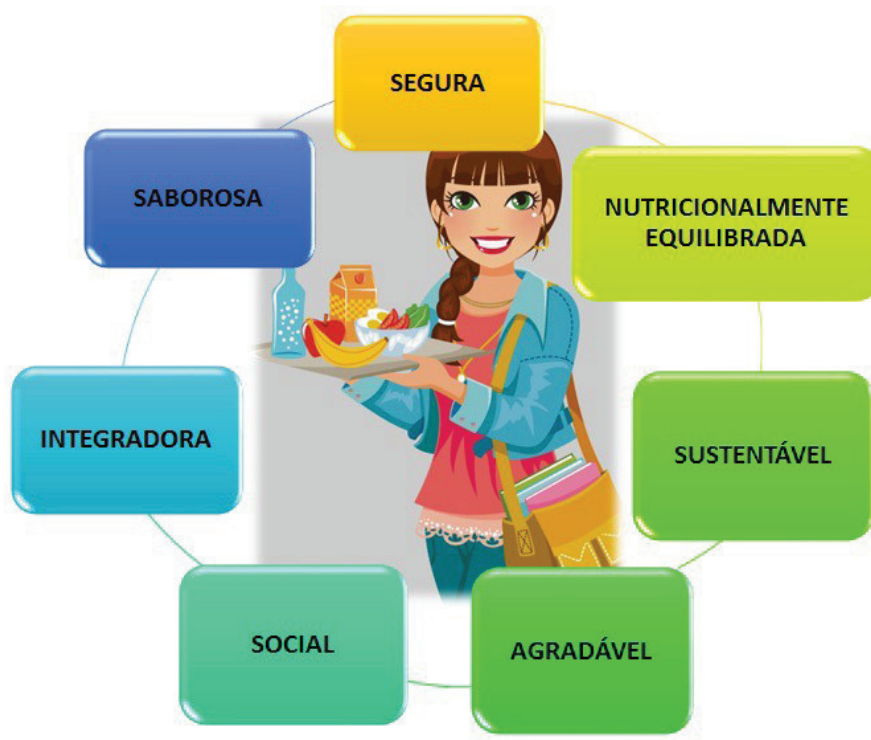 SEGURA
NUTRICIONALMENTE
EQUILIBRADA
SUSTENTÁVEL
AGRADÁVEL
SOCIAL
INTEGRADORA
SABOROSA